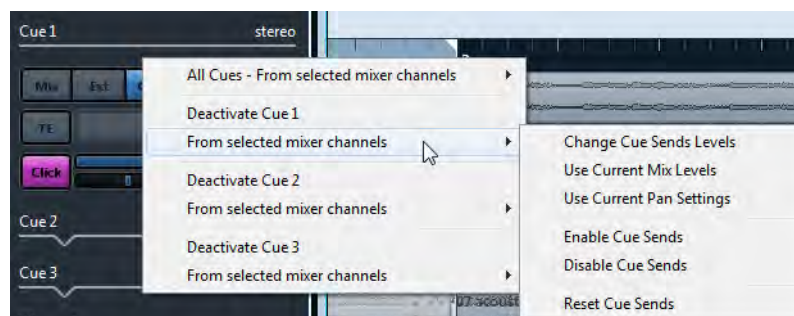 Cue 1 stereo
All Cues - From selected mixer channels
Mix Ext
Deactivate Cue 1
From selected mixer channels
TE
Change Cue Sends Levels
Click
Use Current Mix Levels
Deactivate Cue 2
Use Current Pan Settings
From selected mixer channels
Cue 2
Enable Cue Sends
Deactivate Cue 3
Disable Cue Sends
Cue 3
From selected mixer channels
Reset Cue Sends